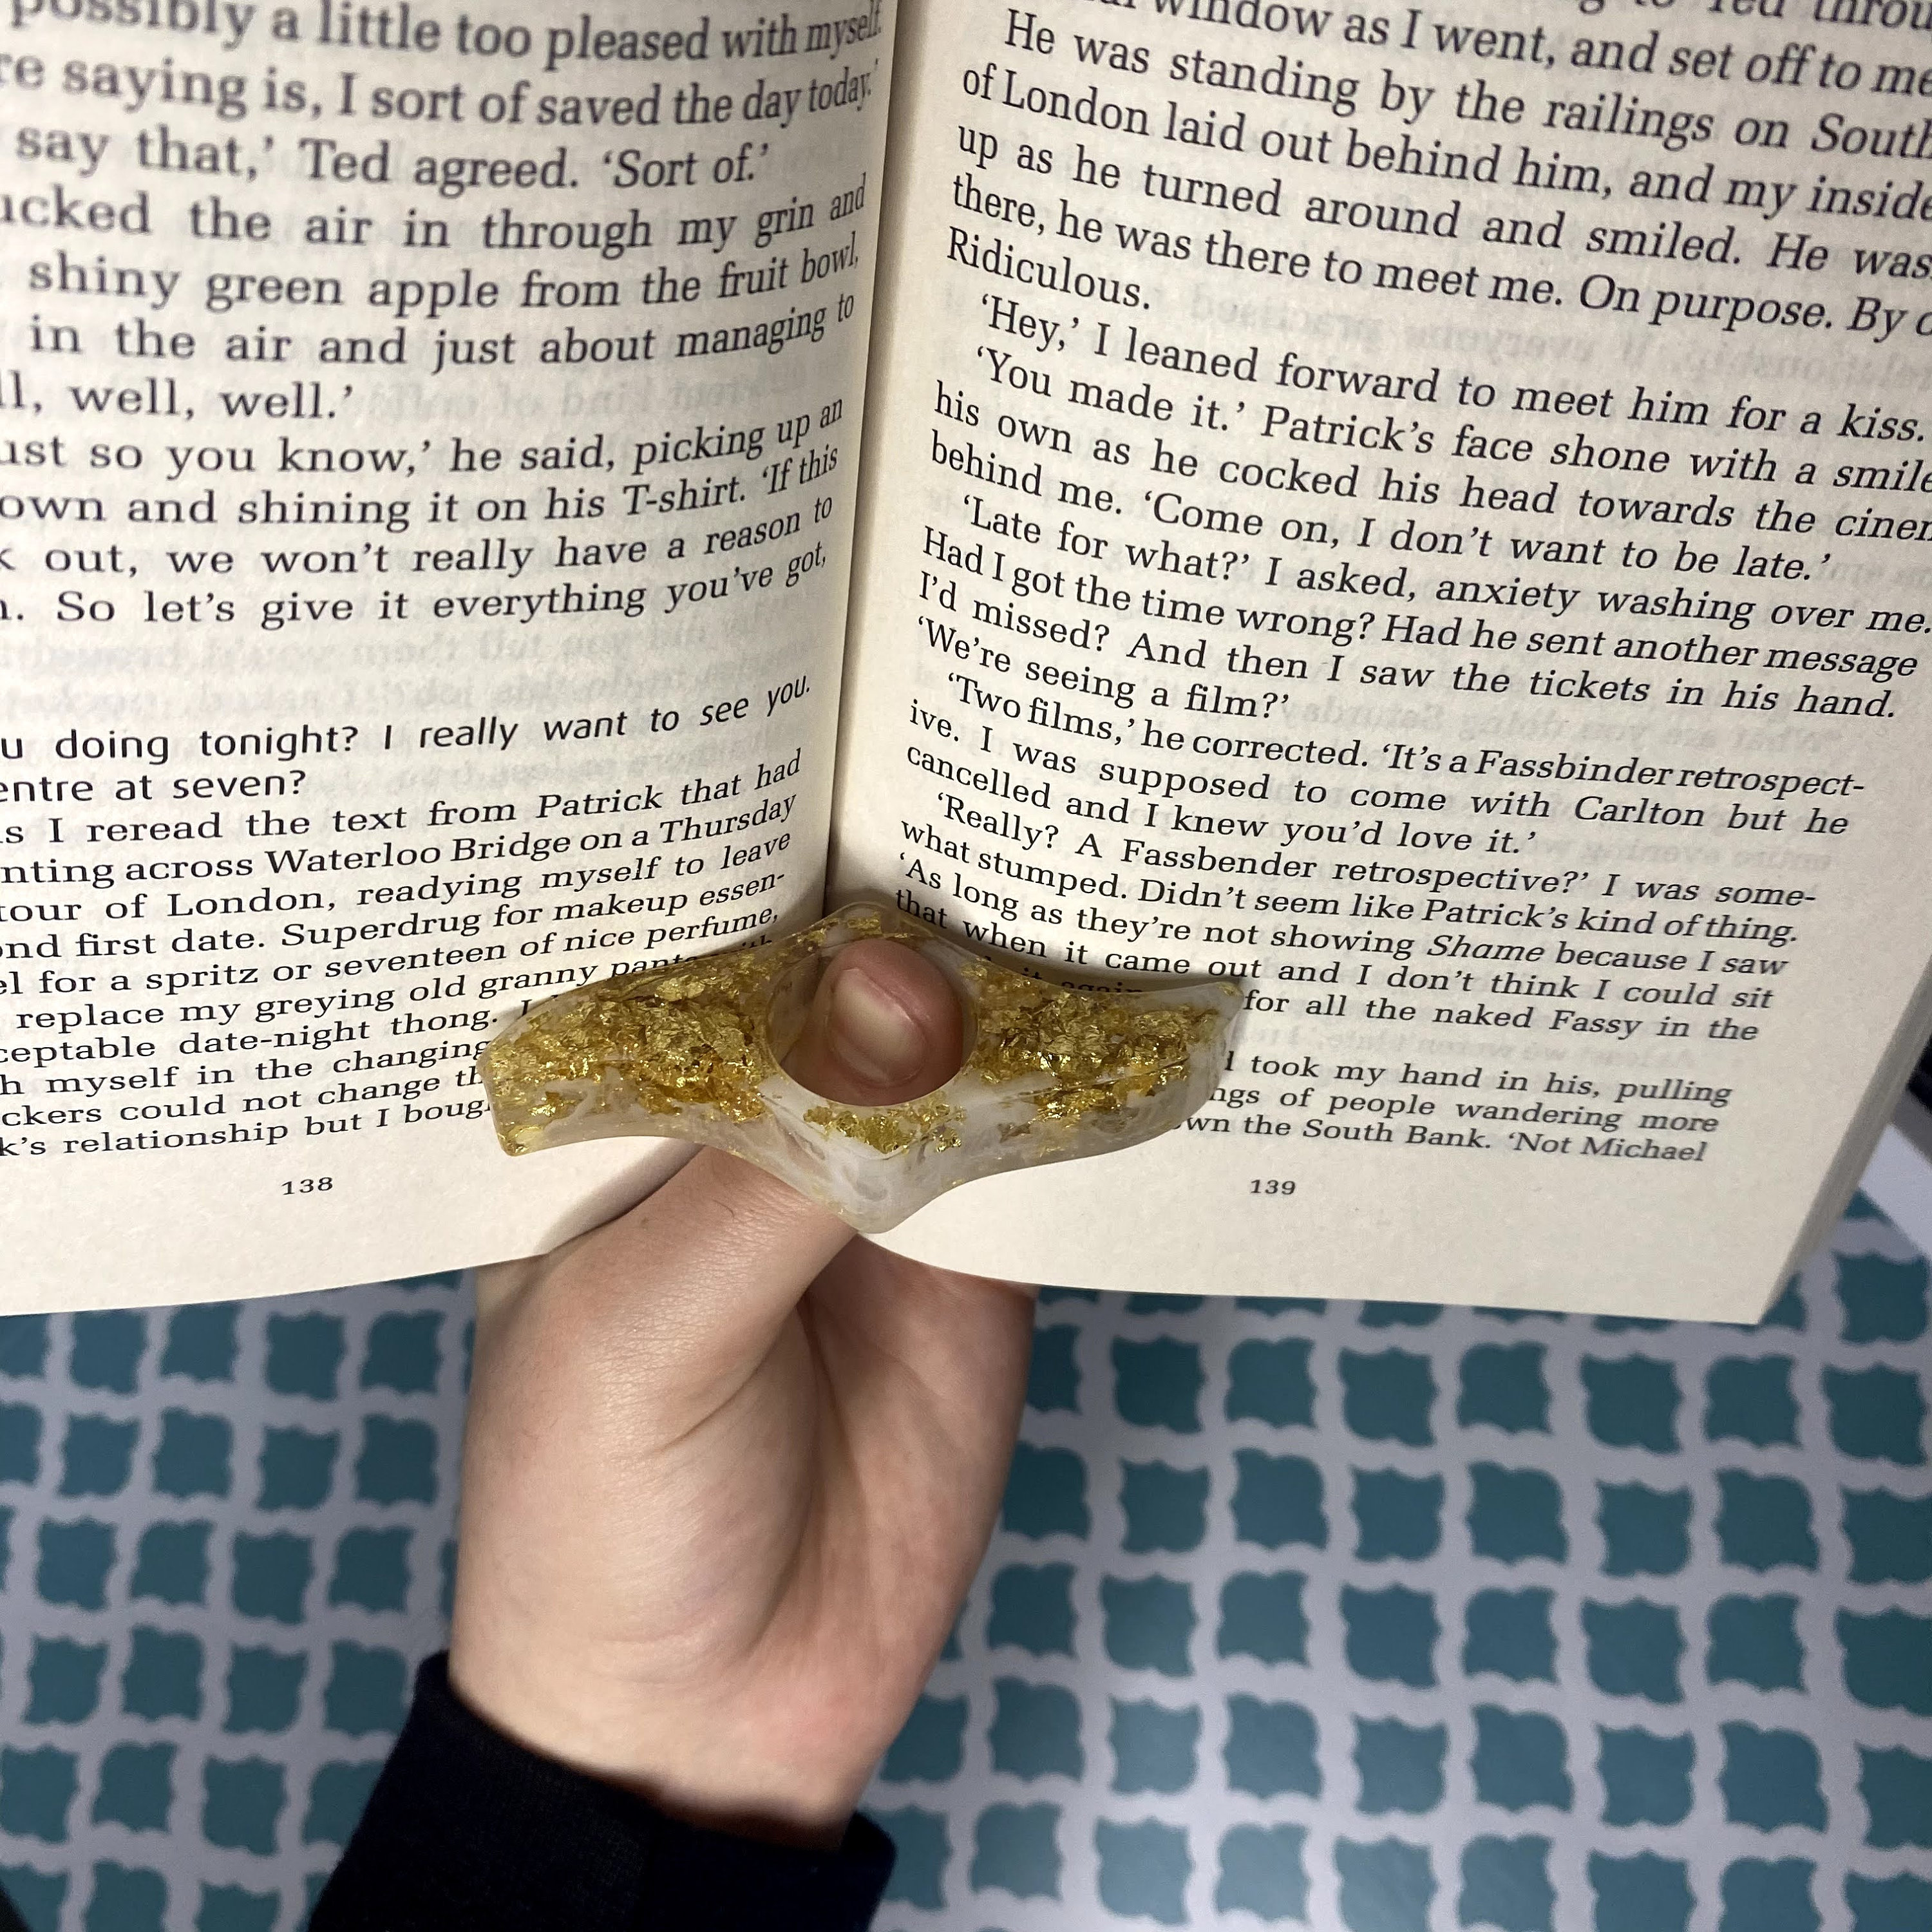 possibly a little too pleased with myself.
re saying is, I sort of saved the day today.'
say that,' Ted agreed. 'Sort of.'
ucked the air in through my grin and
shiny green apple from the fruit bowl,
in the air and just about managing to
ll, well, well.'
ust so you know,' he said, picking up an
own and shining it on his T-shirt. 'If this
k out, we won't really have a reason to
n. So let's give it everything you've got,
u doing tonight? I really want to see you.
entre at seven?
s I reread the text from Patrick that had
nting across Waterloo Bridge on a Thursday
tour of London, readying myself to leave
ond first date. Superdrug for makeup essen-
el for a spritz or seventeen of nice perfume,
replace my greying old granny pants
ceptable date-night thong. I
h myself in the changing
ckers could not change th
k's relationship but I boug
138
to Ted throu
window as I went, and set off to me
He was standing by the railings on South
of London laid out behind him, and my inside
up as he turned around and smiled. He was
there, he was there to meet me. On purpose. By c
Ridiculous.
'Hey,' I leaned forward to meet him for a kiss.
'You made it.' Patrick's face shone with a smile
his own as he cocked his head towards the cinem
behind me. 'Come on, I don't want to be late.'
'Late for what?' I asked, anxiety washing over me.
Had I got the time wrong? Had he sent another message
I'd missed? And then I saw the tickets in his hand.
'We're seeing a film?'
'Two films,' he corrected. 'It's a Fassbinder retrospect-
ive. I was supposed to come with Carlton but he
cancelled and I knew you'd love it.'
'Really? A Fassbender retrospective?' I was some-
what stumped. Didn't seem like Patrick's kind of thing.
'As long as they're not showing Shame because I saw
that when it came out and I don't think I could sit
again for all the naked Fassy in the
I took my hand in his, pulling
ngs of people wandering more
own the South Bank. 'Not Michael
139